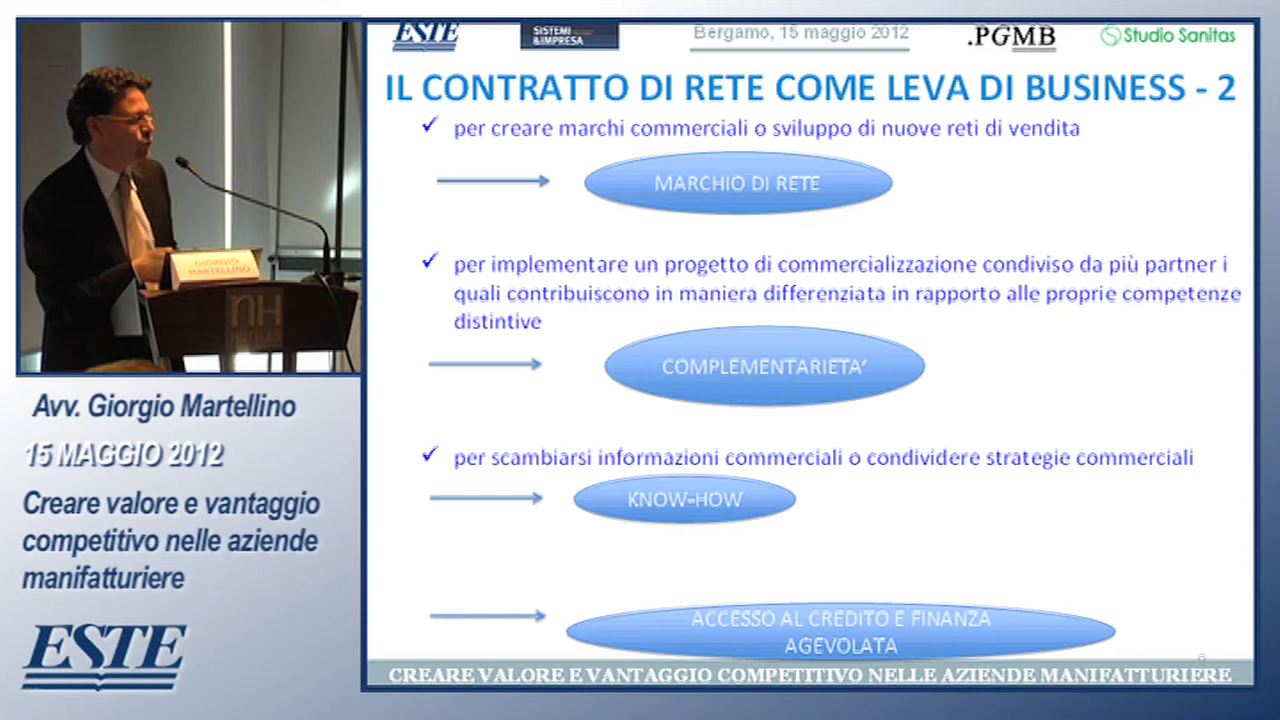 ESTE
SISTEMI
&IMPRESA
Bergamo, 15 maggio 2012
.PGMB
Studio Sanitas
IL CONTRATTO DI RETE COME LEVA DI BUSINESS - 2
✓ per creare marchi commerciali o sviluppo di nuove reti di vendita
MARCHIO DI RETE
✓ per implementare un progetto di commercializzazione condiviso da più partner i
quali contribuiscono in maniera differenziata in rapporto alle proprie competenze
distintive
COMPLEMENTARIETA'
✓ per scambiarsi informazioni commerciali o condividere strategie commerciali
KNOW-HOW
ACCESSO AL CREDITO E FINANZA
AGEVOLATA
CREARE VALORE E VANTAGGIO COMPETITIVO NELLE AZIENDE MANIFATTURIERE
GIORGIO
MARTELLINO
nH
HOTELES
Avv. Giorgio Martellino
15 MAGGIO 2012
Creare valore e vantaggio
competitivo nelle aziende
manifatturiere
ESTE